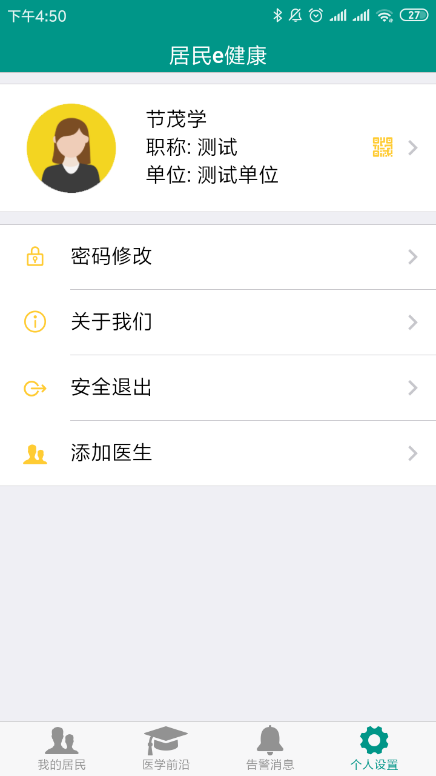 下午4:50
27
居民e健康
节茂学
职称: 测试
单位: 测试单位
密码修改
关于我们
安全退出
添加医生
我的居民
医学前沿
告警消息
个人设置